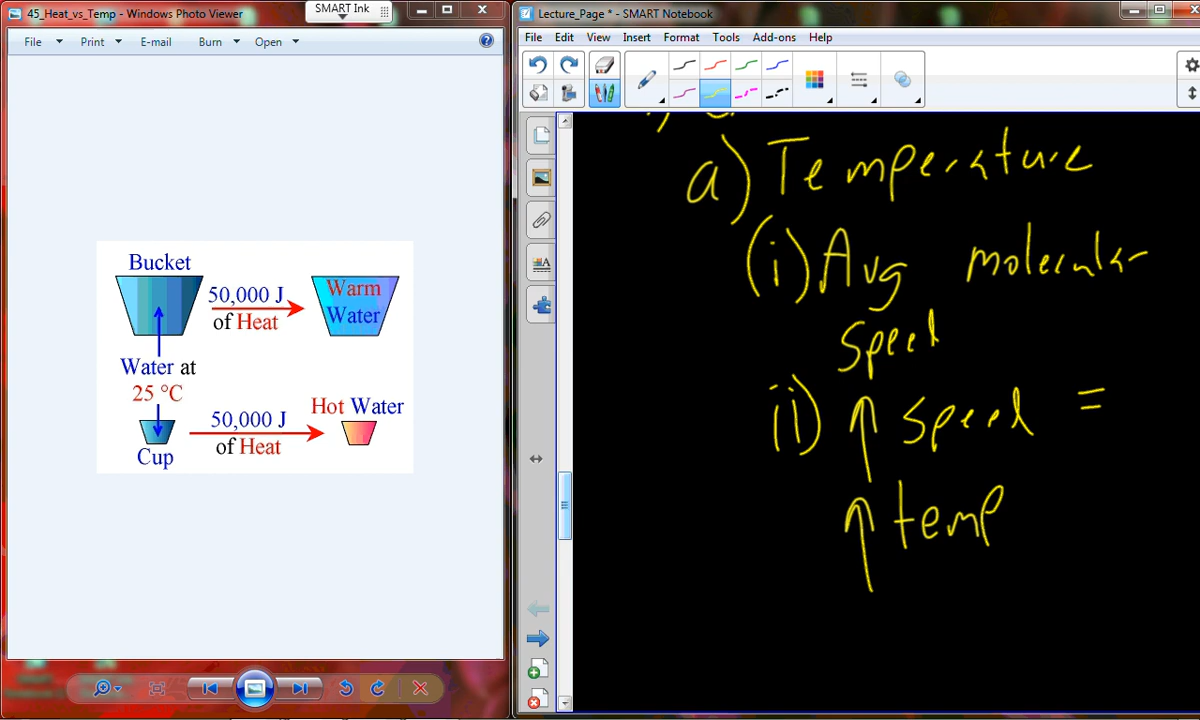 45_Heat_vs_Temp - Windows Photo Viewer
SMART Ink
File Print E-mail Burn Open
Bucket
50,000 J
of Heat
Warm
Water
Water at
25 °C
50,000 J
of Heat
Hot Water
Cup
Lecture_Page * - SMART Notebook
File Edit View Insert Format Tools Add-ons Help
a) Temperature
(i) Avg molecular
speed
ii) ↑ speed =
↑ temp